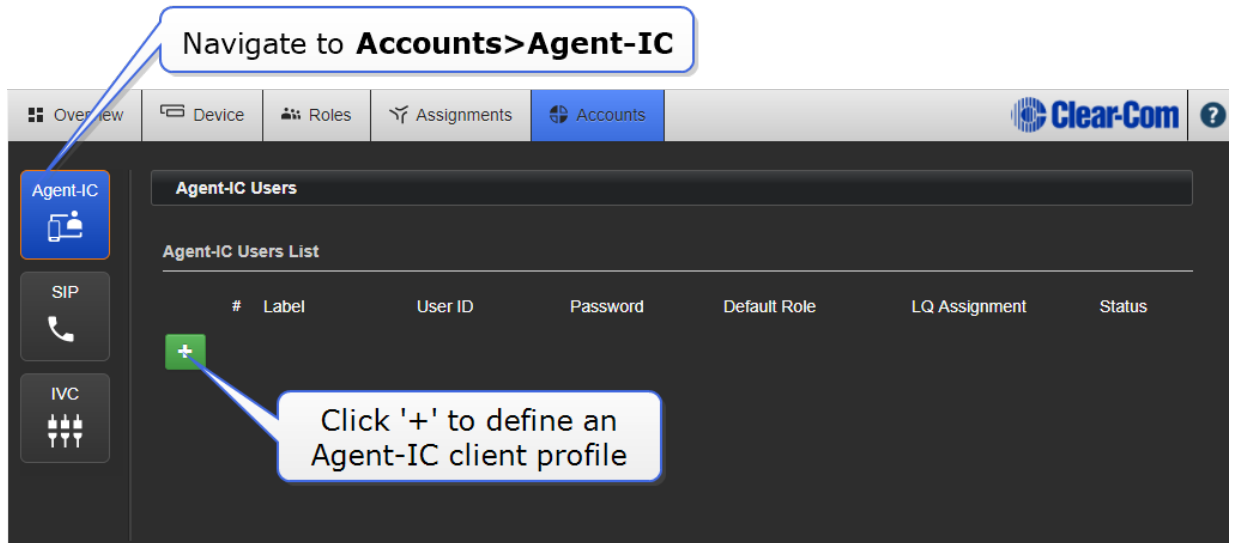 Navigate to Accounts>Agent-IC
Overview Device Roles Assignments Accounts Clear-Com ?
Agent-IC
Agent-IC Users
Agent-IC Users List
SIP
# Label User ID Password Default Role LQ Assignment Status
+
IVC
Click '+' to define an
Agent-IC client profile